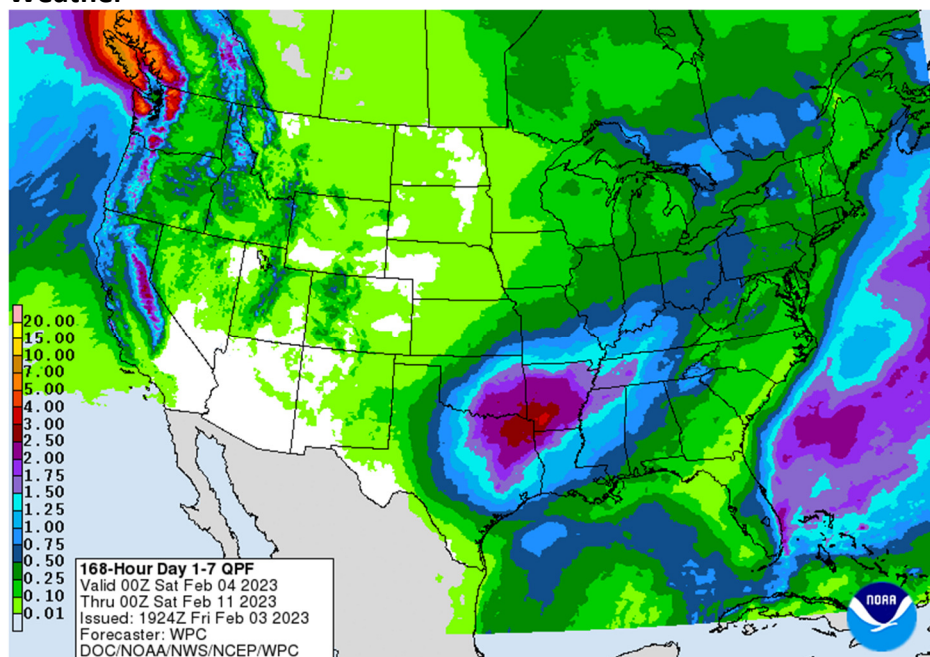 Weather
20.00
15.00
10.00
7.00
5.00
4.00
3.00
2.50
2.00
1.75
1.50
1.25
1.00
0.75
0.50
0.25
0.10
0.01
168-Hour Day 1-7 QPF
Valid 00Z Sat Feb 04 2023
Thru 00Z Sat Feb 11 2023
Issued: 1924Z Fri Feb 03 2023
Forecaster: WPC
DOC/NOAA/NWS/NCEP/WPC
NOAA